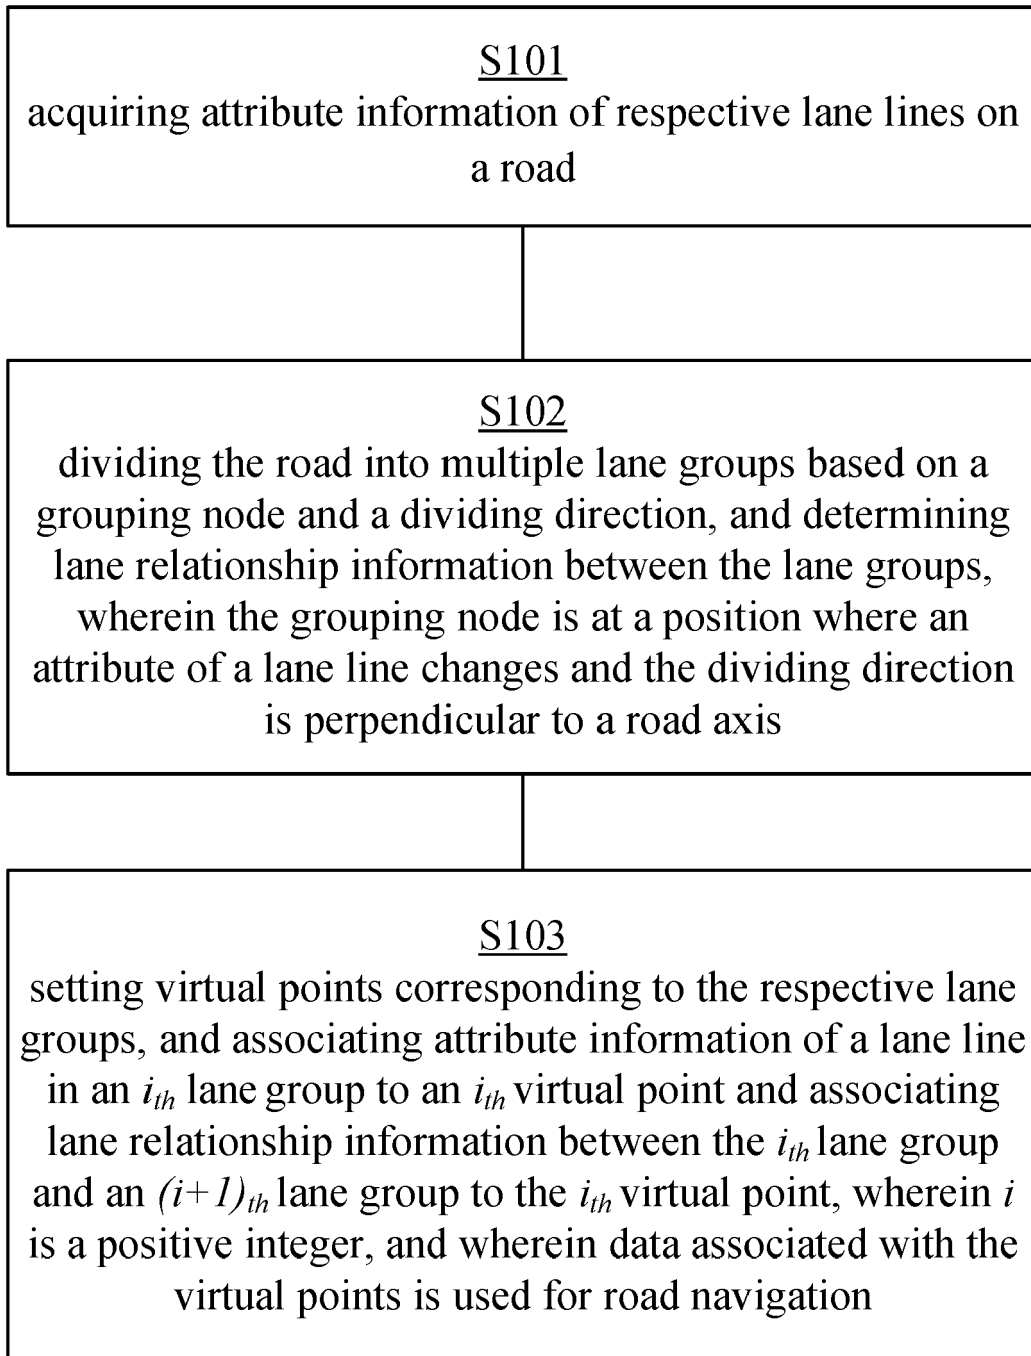 S101
acquiring attribute information of respective lane lines on
a road
S102
dividing the road into multiple lane groups based on a
grouping node and a dividing direction, and determining
lane relationship information between the lane groups,
wherein the grouping node is at a position where an
attribute of a lane line changes and the dividing direction
is perpendicular to a road axis
S103
setting virtual points corresponding to the respective lane
groups, and associating attribute information of a lane line
in an i_th lane group to an i_th virtual point and associating
lane relationship information between the i_th lane group
and an (i+1)_th lane group to the i_th virtual point, wherein i
is a positive integer, and wherein data associated with the
virtual points is used for road navigation